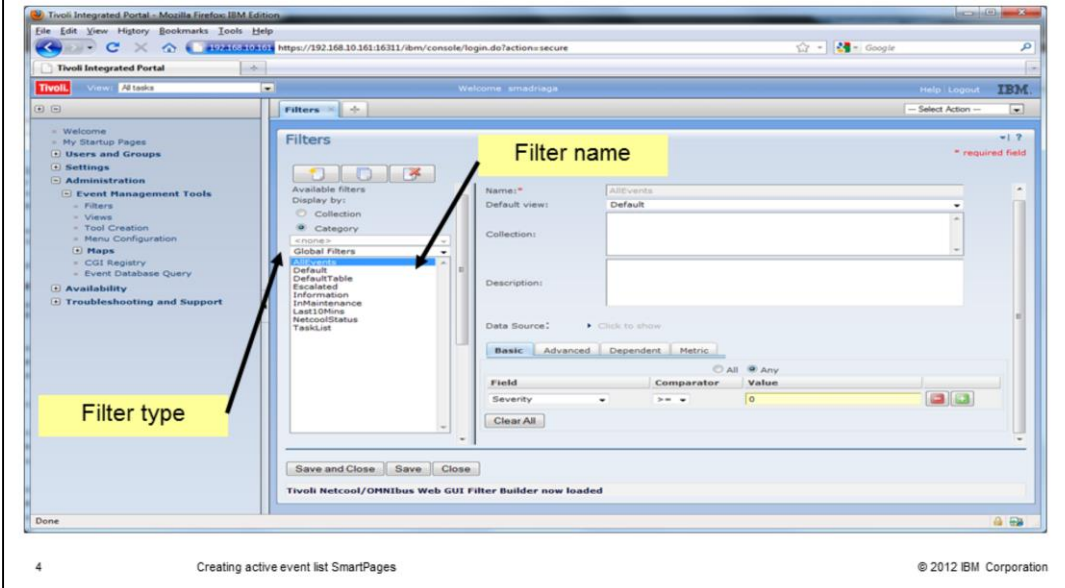 Tivoli Integrated Portal - Mozilla Firefox: IBM Edition
File Edit View History Bookmarks Tools Help
192.168.10.161 https://192.168.10.161:16311/ibm/console/login.do?action=secure
Google
Tivoli Integrated Portal
Tivoli. View: All tasks
Welcome smadriaga
Help Logout IBM.
Filters
-- Select Action --
Welcome
My Startup Pages
Users and Groups
Settings
Administration
Event Management Tools
Filters
Views
Tool Creation
Menu Configuration
Maps
CGI Registry
Event Database Query
Availability
Troubleshooting and Support
Filters
* required field
Filter name
Available filters
Display by:
Collection
Category
<none>
Global Filters
AllEvents
Default
DefaultTable
Escalated
Information
InMaintenance
Last10Mins
NetcoolStatus
TaskList
Filter type
Name:* AllEvents
Default view: Default
Collection:
Description:
Data Source: Click to show
Basic Advanced Dependent Metric
All Any
Field Comparator Value
Severity >= 0
Clear All
Save and Close Save Close
Tivoli Netcool/OMNIbus Web GUI Filter Builder now loaded
Done
4 Creating active event list SmartPages © 2012 IBM Corporation